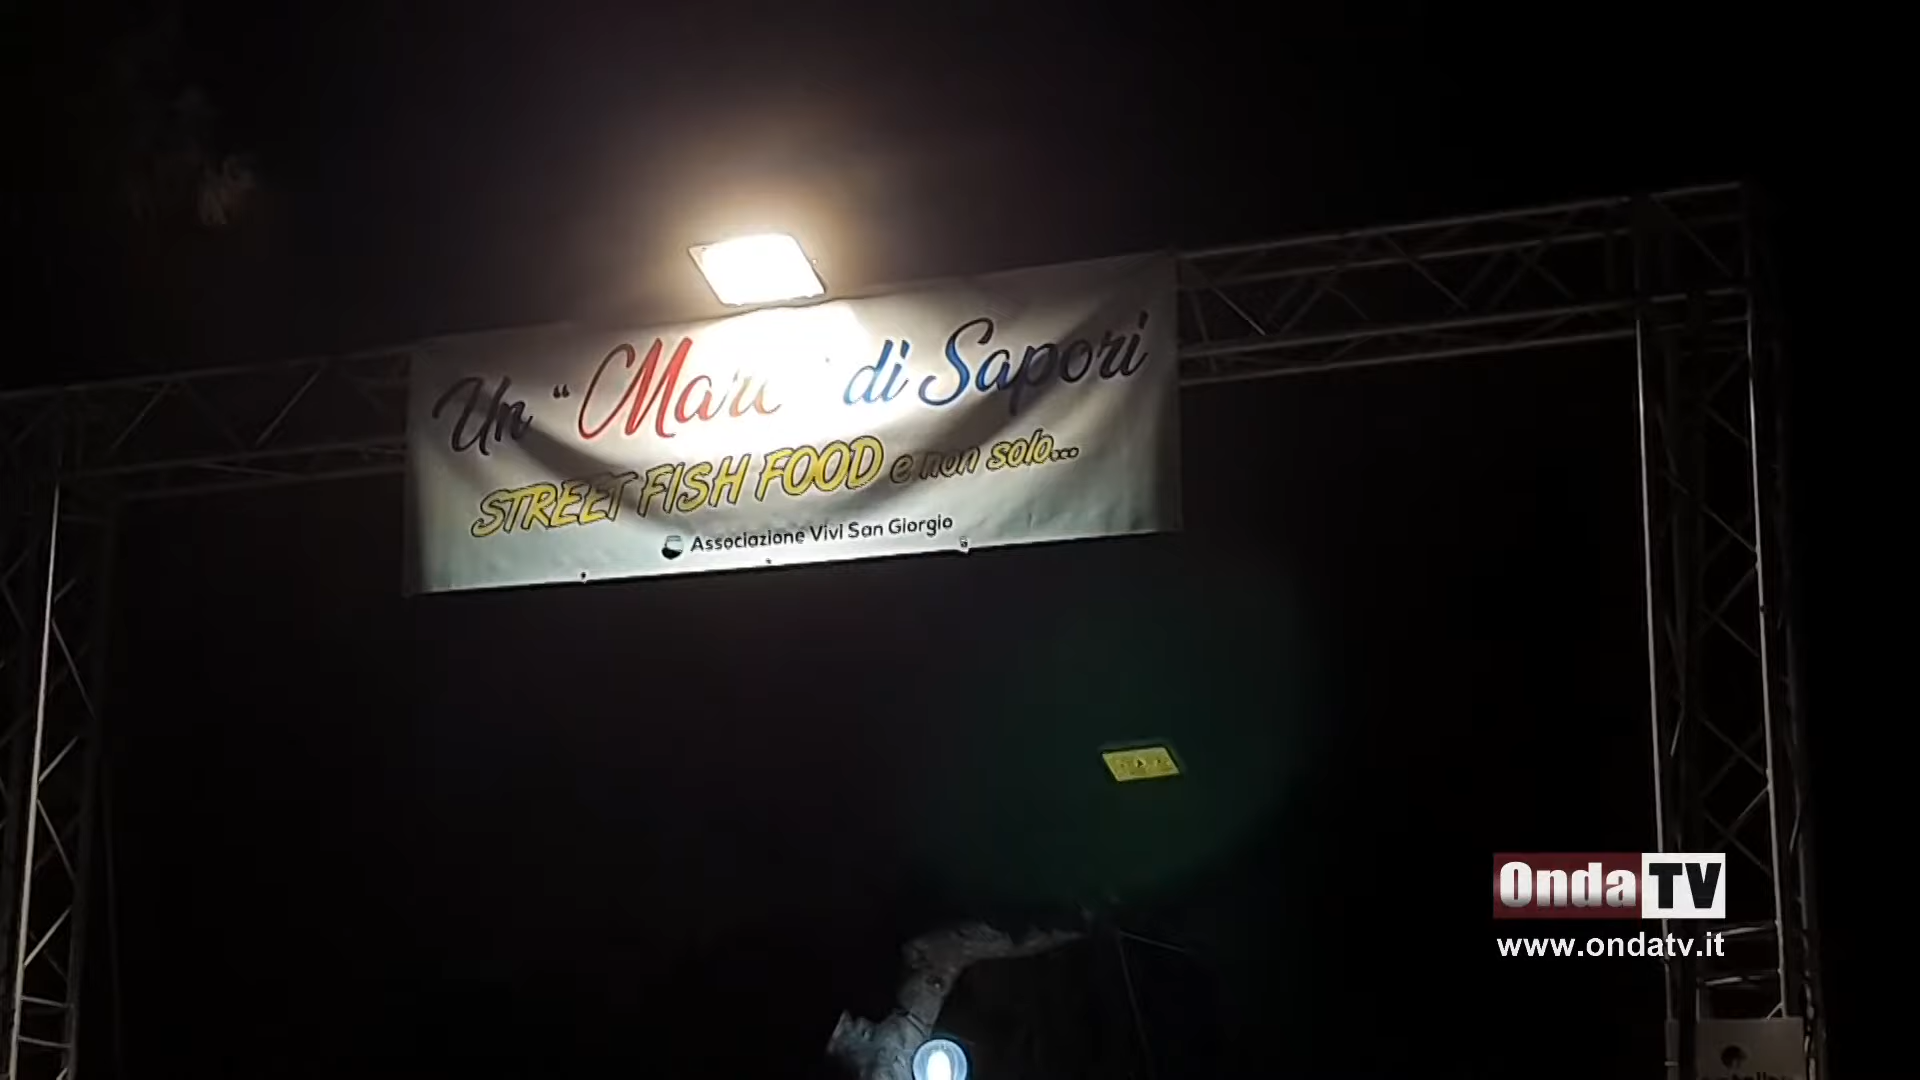 Un "Mare" di Sapori
STREET FISH FOOD e non solo...
Associazione Vivi San Giorgio
Onda TV
www.ondatv.it